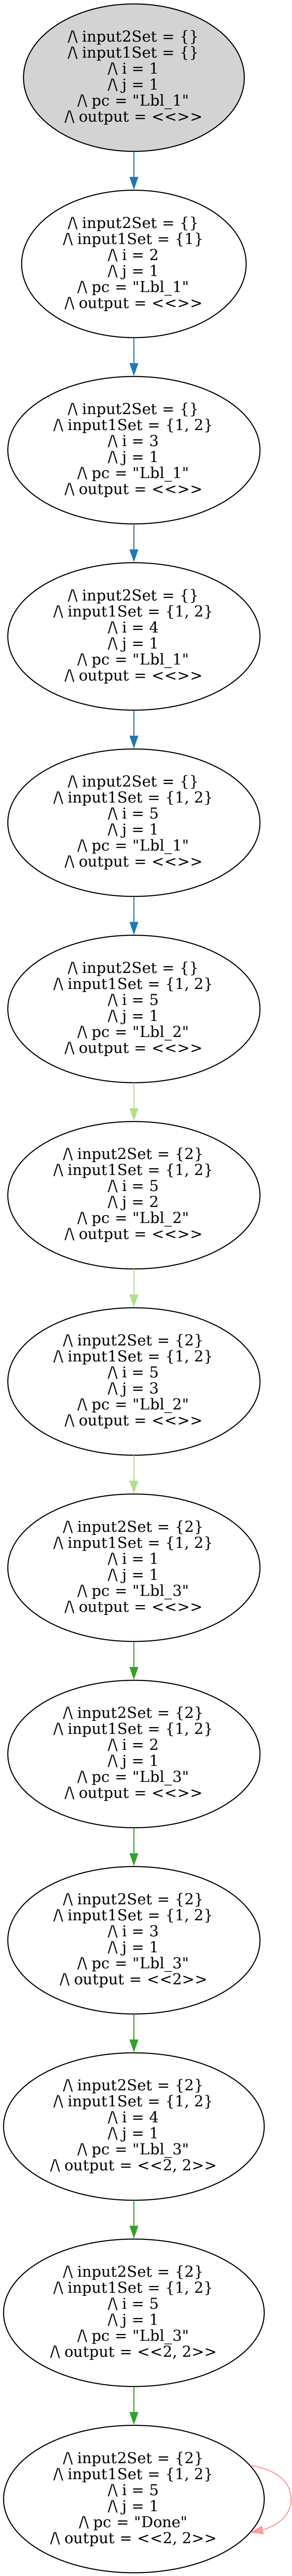 /\ input2Set = {}
/\ input1Set = {}
/\ i = 1
/\ j = 1
/\ pc = "Lbl_1"
/\ output = <<>>
/\ input2Set = {}
/\ input1Set = {1}
/\ i = 2
/\ j = 1
/\ pc = "Lbl_1"
/\ output = <<>>
/\ input2Set = {}
/\ input1Set = {1, 2}
/\ i = 3
/\ j = 1
/\ pc = "Lbl_1"
/\ output = <<>>
/\ input2Set = {}
/\ input1Set = {1, 2}
/\ i = 4
/\ j = 1
/\ pc = "Lbl_1"
/\ output = <<>>
/\ input2Set = {}
/\ input1Set = {1, 2}
/\ i = 5
/\ j = 1
/\ pc = "Lbl_1"
/\ output = <<>>
/\ input2Set = {}
/\ input1Set = {1, 2}
/\ i = 5
/\ j = 1
/\ pc = "Lbl_2"
/\ output = <<>>
/\ input2Set = {2}
/\ input1Set = {1, 2}
/\ i = 5
/\ j = 2
/\ pc = "Lbl_2"
/\ output = <<>>
/\ input2Set = {2}
/\ input1Set = {1, 2}
/\ i = 5
/\ j = 3
/\ pc = "Lbl_2"
/\ output = <<>>
/\ input2Set = {2}
/\ input1Set = {1, 2}
/\ i = 1
/\ j = 1
/\ pc = "Lbl_3"
/\ output = <<>>
/\ input2Set = {2}
/\ input1Set = {1, 2}
/\ i = 2
/\ j = 1
/\ pc = "Lbl_3"
/\ output = <<>>
/\ input2Set = {2}
/\ input1Set = {1, 2}
/\ i = 3
/\ j = 1
/\ pc = "Lbl_3"
/\ output = <<2>>
/\ input2Set = {2}
/\ input1Set = {1, 2}
/\ i = 4
/\ j = 1
/\ pc = "Lbl_3"
/\ output = <<2, 2>>
/\ input2Set = {2}
/\ input1Set = {1, 2}
/\ i = 5
/\ j = 1
/\ pc = "Lbl_3"
/\ output = <<2, 2>>
/\ input2Set = {2}
/\ input1Set = {1, 2}
/\ i = 5
/\ j = 1
/\ pc = "Done"
/\ output = <<2, 2>>